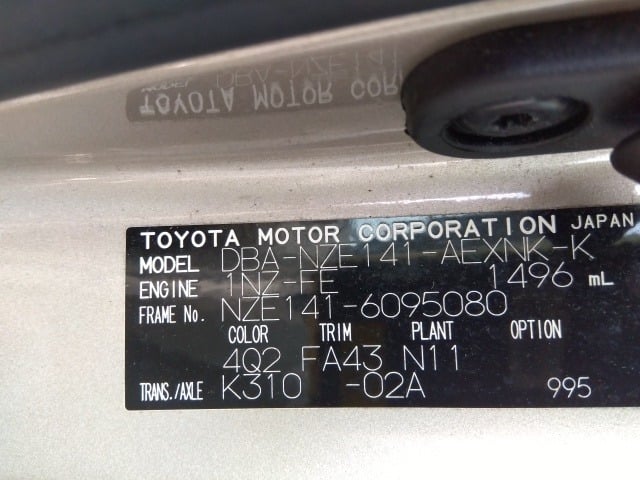 TOYOTA MOTOR CORPORATION JAPAN
MODEL DBA-NZE141-AEXNK-K
ENGINE 1NZ-FE 1496 mL
FRAME No. NZE141-6095080
COLOR TRIM PLANT OPTION
4Q2 FA43 N11
TRANS./AXLE K310 -02A 995